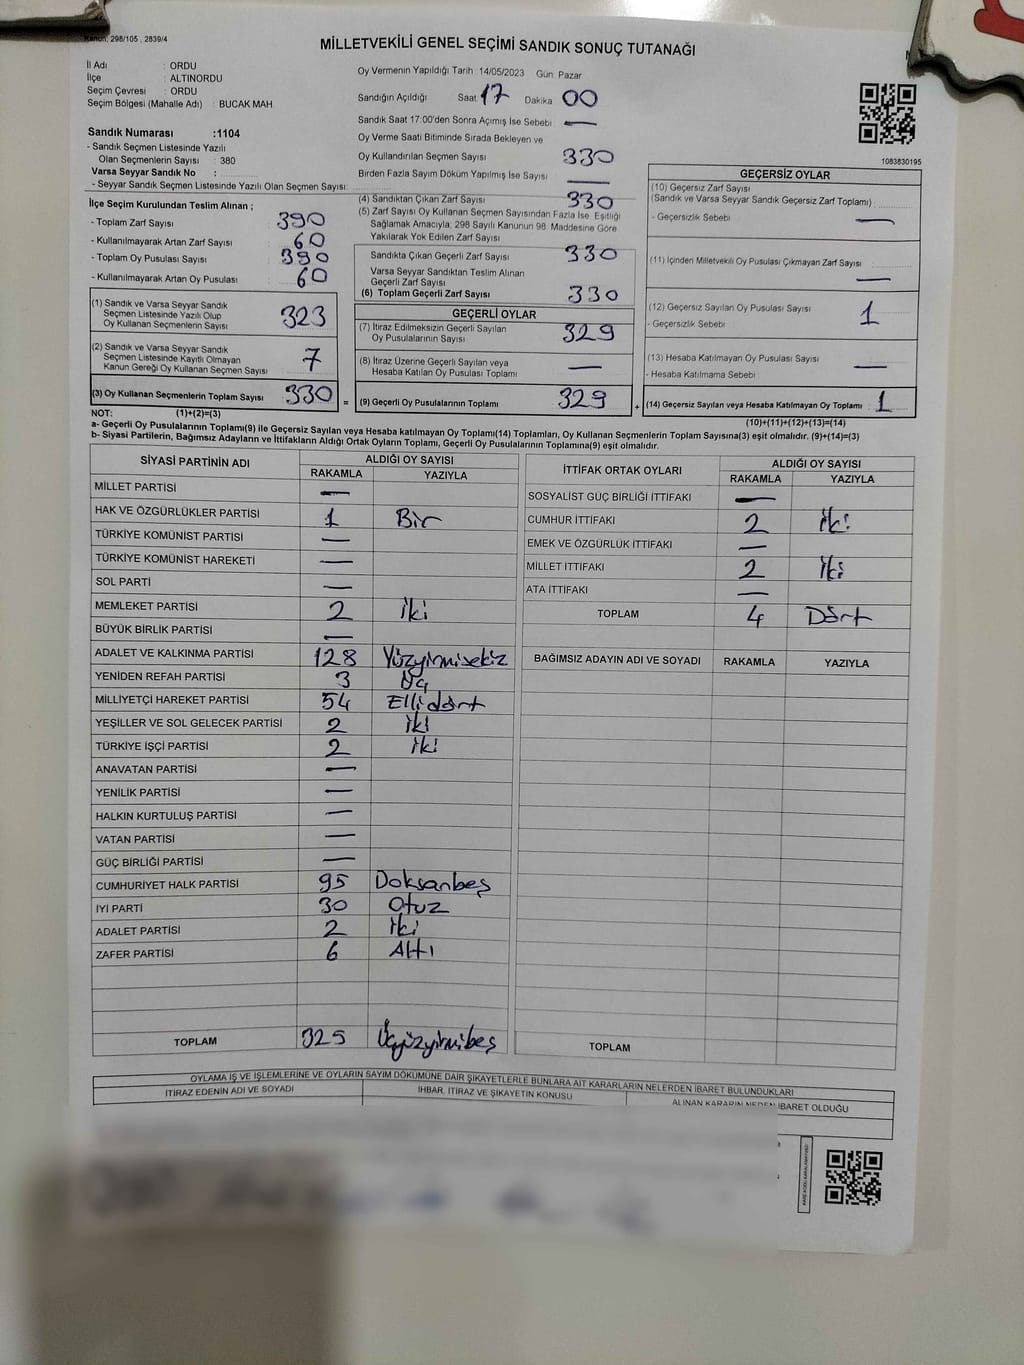 Kanun, 298/105 , 2839/4
MİLLETVEKİLİ GENEL SEÇİMİ SANDIK SONUÇ TUTANAĞI
İl Adı : ORDU
İlçe : ALTINORDU
Seçim Çevresi : ORDU
Seçim Bölgesi (Mahalle Adı) : BUCAK MAH.
Sandık Numarası :1104
- Sandık Seçmen Listesinde Yazılı
Olan Seçmenlerin Sayısı : 380
Varsa Seyyar Sandık No :
- Seyyar Sandık Seçmen Listesinde Yazılı Olan Seçmen Sayısı:
Oy Vermenin Yapıldığı Tarih :14/05/2023 Gün: Pazar
Sandığın Açıldığı Saat 17 Dakika 00
Sandık Saat 17:00'den Sonra Açımış İse Sebebi —
Oy Verme Saati Bitiminde Sırada Bekleyen ve
Oy Kullandırılan Seçmen Sayısı 330
Birden Fazla Sayım Döküm Yapılmış İse Sayısı —
1083830195
İlçe Seçim Kurulundan Teslim Alınan ;
- Toplam Zarf Sayısı 390
- Kullanılmayarak Artan Zarf Sayısı 60
- Toplam Oy Pusulası Sayısı 390
- Kullanılmayarak Artan Oy Pusulası 60
(1) Sandık ve Varsa Seyyar Sandık
Seçmen Listesinde Yazılı Olup
Oy Kullanan Seçmenlerin Sayısı 323
(2) Sandık ve Varsa Seyyar Sandık
Seçmen Listesinde Kayıtlı Olmayan
Kanun Gereği Oy Kullanan Seçmen Sayısı 7
(3) Oy Kullanan Seçmenlerin Toplam Sayısı 330 =
(4) Sandıktan Çıkan Zarf Sayısı 330
(5) Zarf Sayısı Oy Kullanan Seçmen Sayısından Fazla İse, Eşitliği
Sağlamak Amacıyla, 298 Sayılı Kanunun 98. Maddesine Göre
Yakılarak Yok Edilen Zarf Sayısı
Sandıkta Çıkan Geçerli Zarf Sayısı 330
Varsa Seyyar Sandıktan Teslim Alınan
Geçerli Zarf Sayısı
(6) Toplam Geçerli Zarf Sayısı 330
GEÇERLİ OYLAR
(7) İtiraz Edilmeksizin Geçerli Sayılan
Oy Pusulalarının Sayısı 329
(8) İtiraz Üzerine Geçerli Sayılan veya
Hesaba Katılan Oy Pusulası Toplamı —
(9) Geçerli Oy Pusulalarının Toplamı 329 +
GEÇERSİZ OYLAR
(10) Geçersiz Zarf Sayısı
(Sandık ve Varsa Seyyar Sandık Geçersiz Zarf Toplamı)
- Geçersizlik Sebebi —
(11) İçinden Milletvekili Oy Pusulası Çıkmayan Zarf Sayısı
—
(12) Geçersiz Sayılan Oy Pusulası Sayısı 1
- Geçersizlik Sebebi
(13) Hesaba Katılmayan Oy Pusulası Sayısı —
- Hesaba Katılmama Sebebi
(14) Geçersiz Sayılan veya Hesaba Katılmayan Oy Toplamı 1
NOT: (1)+(2)=(3) (10)+(11)+(12)+(13)=(14)
a- Geçerli Oy Pusulaları Toplamı(9) ile Geçersiz Sayılan veya Hesaba katılmayan Oy Toplamı(14) Toplamları, Oy Kullanan Seçmenlerin Toplam Sayısına(3) eşit olmalıdır. (9)+(14)=(3)
b- Siyasi Partilerin, Bağımsız Adayların ve İttifakların Aldığı Ortak Oyların Toplamı, Geçerli Oy Pusulalarının Toplamına(9) eşit olmalıdır.
SİYASİ PARTİNİN ADI ALDIĞI OY SAYISI
RAKAMLA YAZIYLA
MİLLET PARTİSİ —
HAK VE ÖZGÜRLÜKLER PARTİSİ 1 Bir
TÜRKİYE KOMÜNİST PARTİSİ —
TÜRKİYE KOMÜNİST HAREKETİ —
SOL PARTİ —
MEMLEKET PARTİSİ 2 iki
BÜYÜK BİRLİK PARTİSİ —
ADALET VE KALKINMA PARTİSİ 128 Yüzyirmisekiz
YENİDEN REFAH PARTİSİ 3 Üç
MİLLİYETÇİ HAREKET PARTİSİ 54 Ellidört
YEŞİLLER VE SOL GELECEK PARTİSİ 2 iki
TÜRKİYE İŞÇİ PARTİSİ 2 iki
ANAVATAN PARTİSİ —
YENİLİK PARTİSİ —
HALKIN KURTULUŞ PARTİSİ —
VATAN PARTİSİ —
GÜÇ BİRLİĞİ PARTİSİ —
CUMHURİYET HALK PARTİSİ 95 Doksanbeş
İYİ PARTİ 30 Otuz
ADALET PARTİSİ 2 iki
ZAFER PARTİSİ 6 Altı
TOPLAM 325 Üçyüzyirmibeş
İTTİFAK ORTAK OYLARI ALDIĞI OY SAYISI
RAKAMLA YAZIYLA
SOSYALİST GÜÇ BİRLİĞİ İTTİFAKI —
CUMHUR İTTİFAKI 2 iki
EMEK VE ÖZGÜRLÜK İTTİFAKI —
MİLLET İTTİFAKI 2 iki
ATA İTTİFAKI —
TOPLAM 4 Dört
BAĞIMSIZ ADAYIN ADI VE SOYADI RAKAMLA YAZIYLA
TOPLAM
OYLAMA İŞ VE İŞLEMLERİNE VE OYLARIN SAYIM DÖKÜMÜNE DAİR ŞİKAYETLERLE BUNLARA AİT KARARLARIN NELERDEN İBARET BULUNDUKLARI
İTİRAZ EDENİN ADI VE SOYADI İHBAR, İTİRAZ VE ŞİKAYETİN KONUSU ALINAN KARARIN NEDEN İBARET OLDUĞU